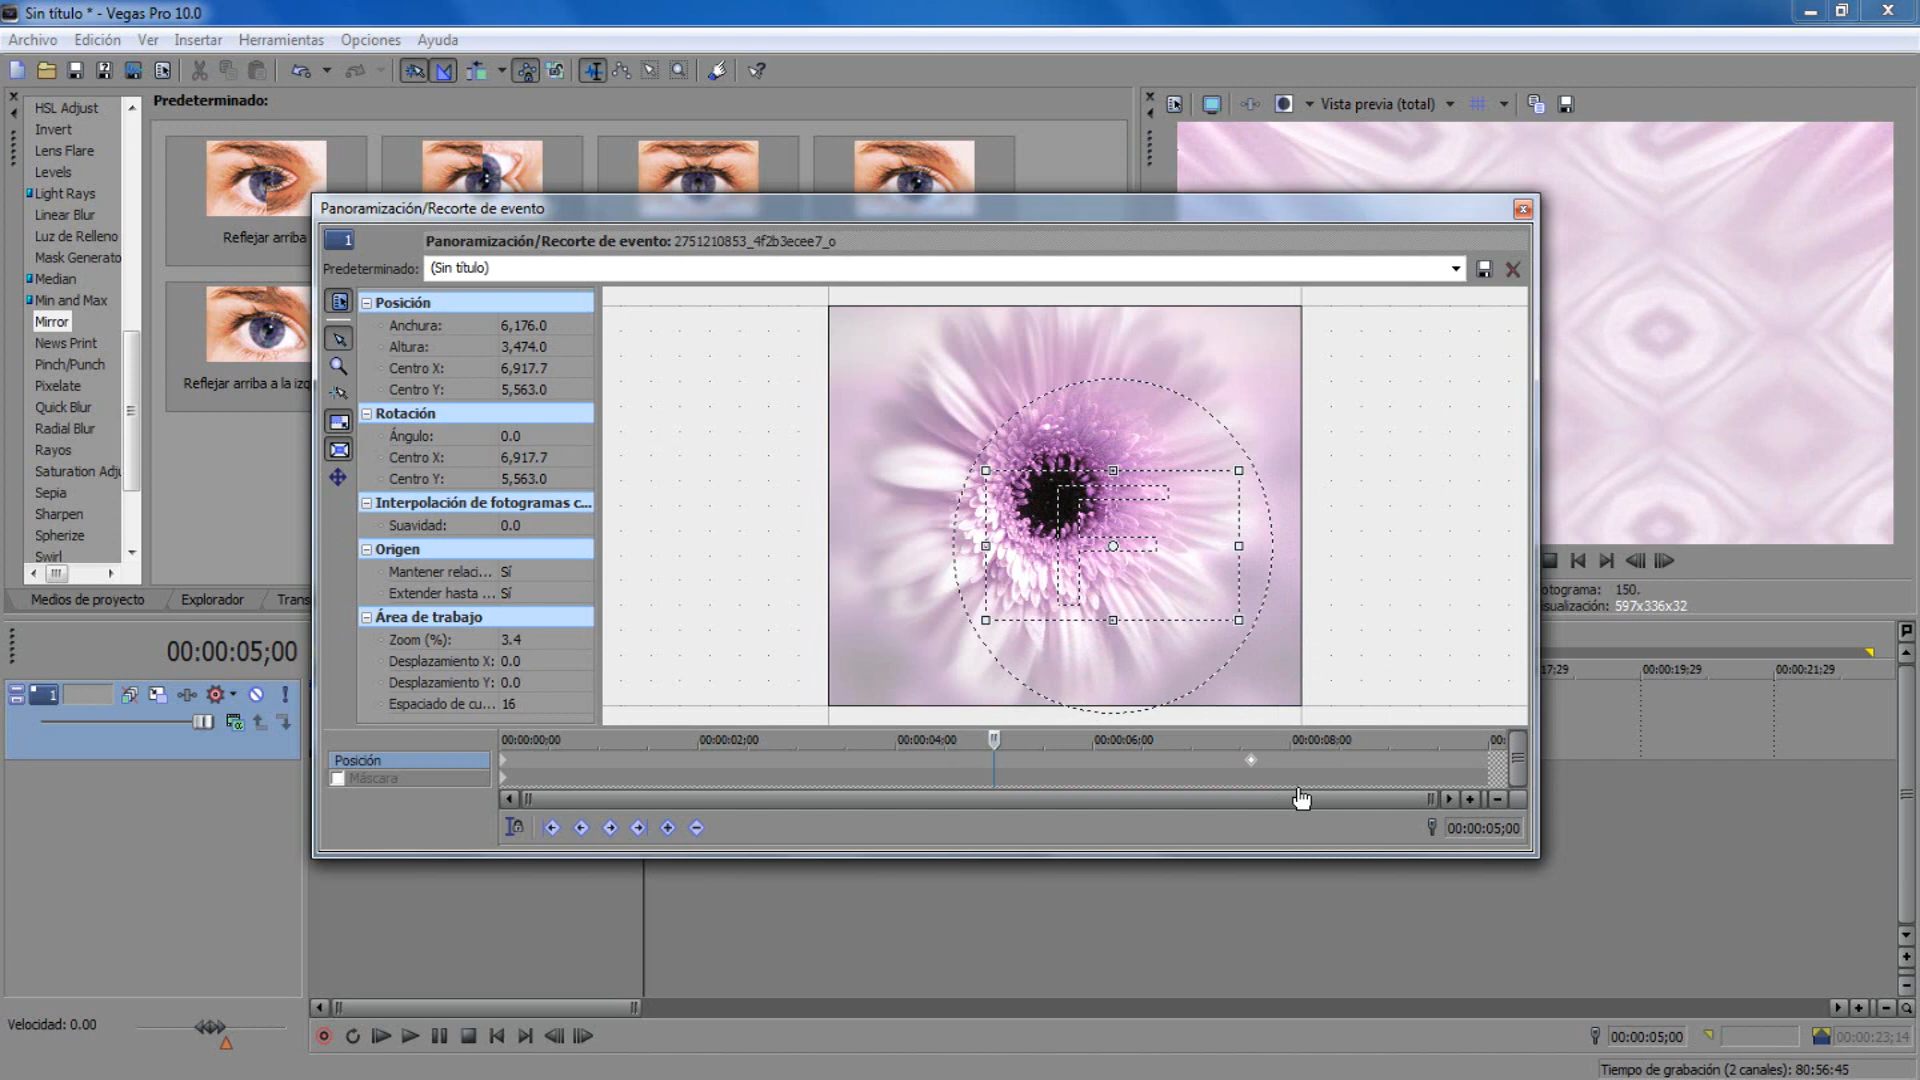 Sin título * - Vegas Pro 10.0
Archivo Edición Ver Insertar Herramientas Opciones Ayuda
HSL Adjust
Invert
Lens Flare
Levels
Light Rays
Linear Blur
Luz de Relleno
Mask Generato
Median
Min and Max
Mirror
News Print
Pinch/Punch
Pixelate
Quick Blur
Radial Blur
Rayos
Saturation Adju
Sepia
Sharpen
Spherize
Swirl
Predeterminado:
Reflejar arriba
Reflejar arriba a la izq
Medios de proyecto Explorador Trans
Vista previa (total)
otograma: 150.
sualización: 597x336x32
Panoramización/Recorte de evento
1
Panoramización/Recorte de evento: 2751210853_4f2b3ecee7_o
Predeterminado: (Sin título)
Posición
Anchura: 6,176.0
Altura: 3,474.0
Centro X: 6,917.7
Centro Y: 5,563.0
Rotación
Ángulo: 0.0
Centro X: 6,917.7
Centro Y: 5,563.0
Interpolación de fotogramas c...
Suavidad: 0.0
Origen
Mantener relaci... Sí
Extender hasta ... Sí
Área de trabajo
Zoom (%): 3.4
Desplazamiento X: 0.0
Desplazamiento Y: 0.0
Espaciado de cu... 16
F
00:00:00;00 00:00:02;00 00:00:04;00 00:00:06;00 00:00:08;00 00:
Posición
Máscara
00:00:05;00
00:00:05;00
1
17;29 00:00:19;29 00:00:21;29
Velocidad: 0.00
00:00:05;00 00:00:23;14
Tiempo de grabación (2 canales): 80:56:45